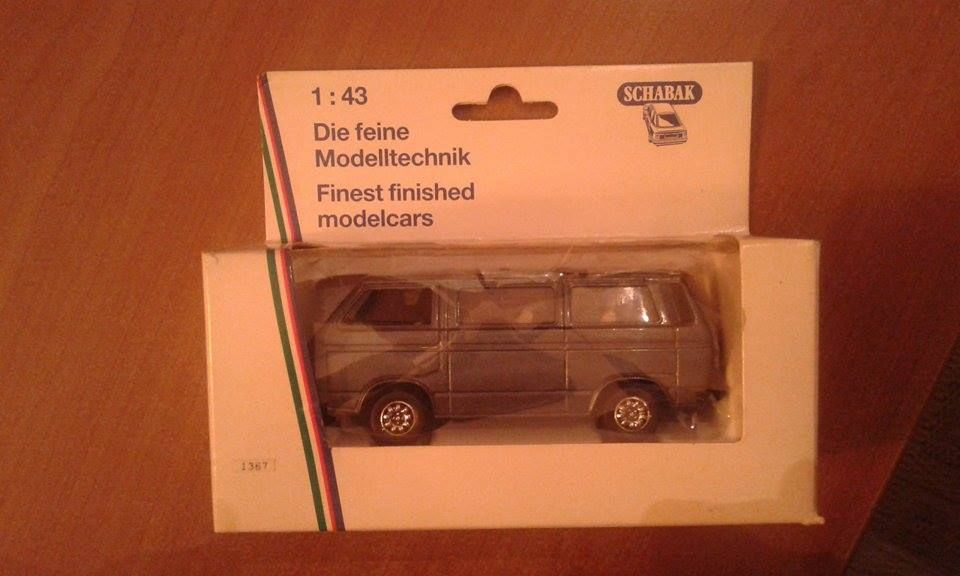 1 : 43
SCHABAK
Die feine
Modelltechnik
Finest finished
modelcars
1367